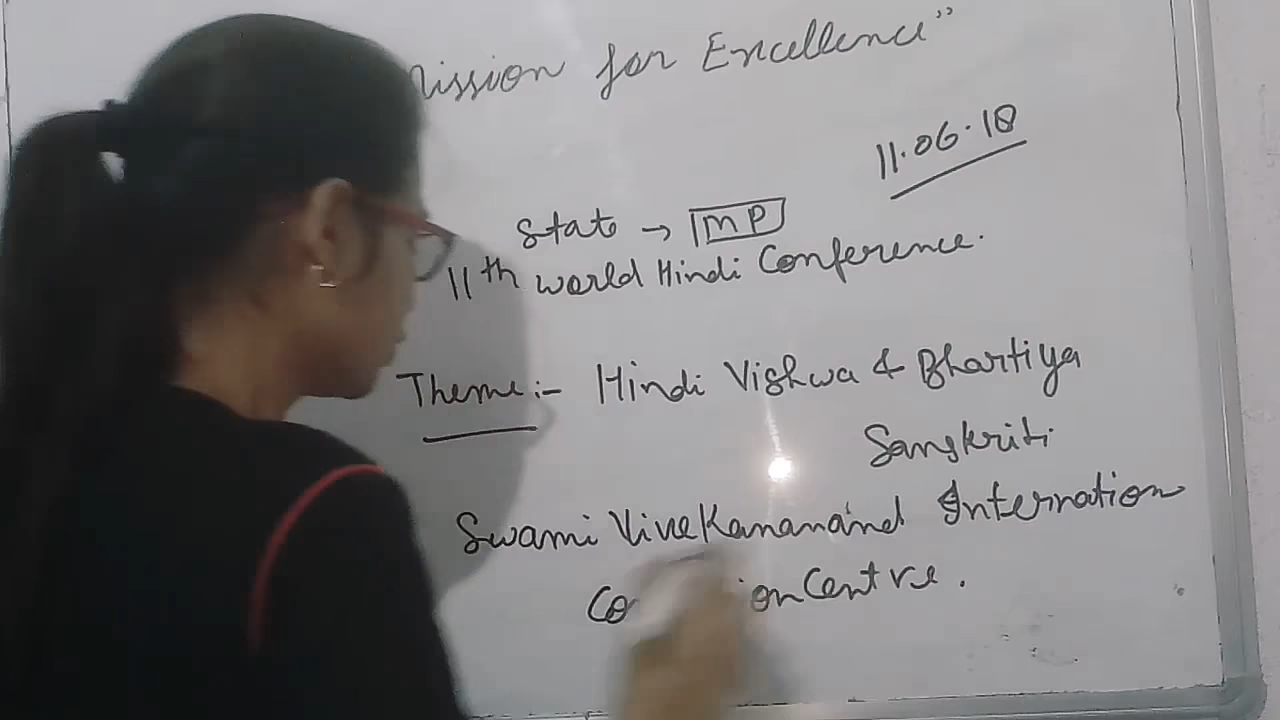 Mission for Excellence"
11.06.18
State → MP
11th world Hindi Conference.
Theme:- Hindi Vishwa & Bhartiya
Sanskriti
Swami Vivekananand Internation
Centre.